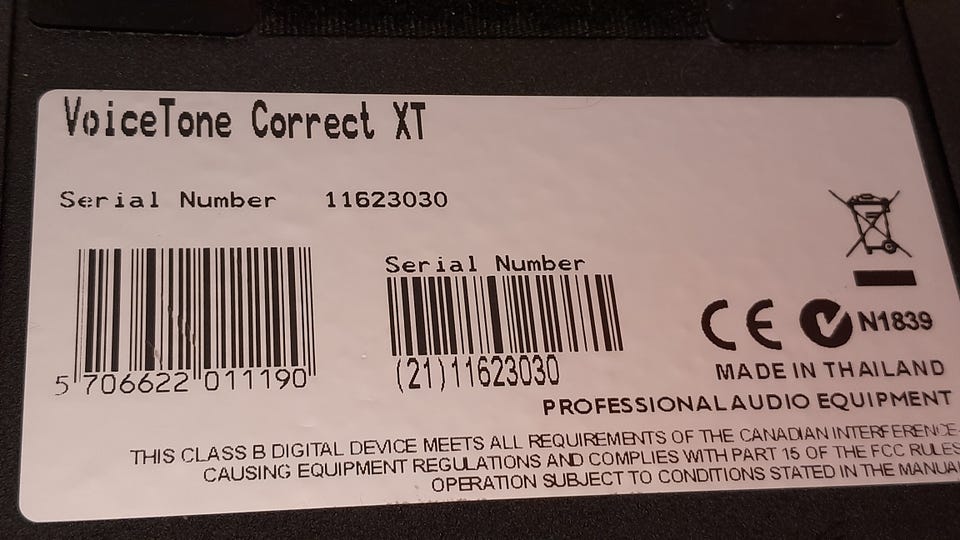 VoiceTone Correct XT
Serial Number 11623030
Serial Number
5 706622 011190
(21)11623030
CE N1839
MADE IN THAILAND
PROFESSIONAL AUDIO EQUIPMENT
THIS CLASS B DIGITAL DEVICE MEETS ALL REQUIREMENTS OF THE CANADIAN INTERFERENCE-
CAUSING EQUIPMENT REGULATIONS AND COMPLIES WITH PART 15 OF THE FCC RULES
OPERATION SUBJECT TO CONDITIONS STATED IN THE MANUAL